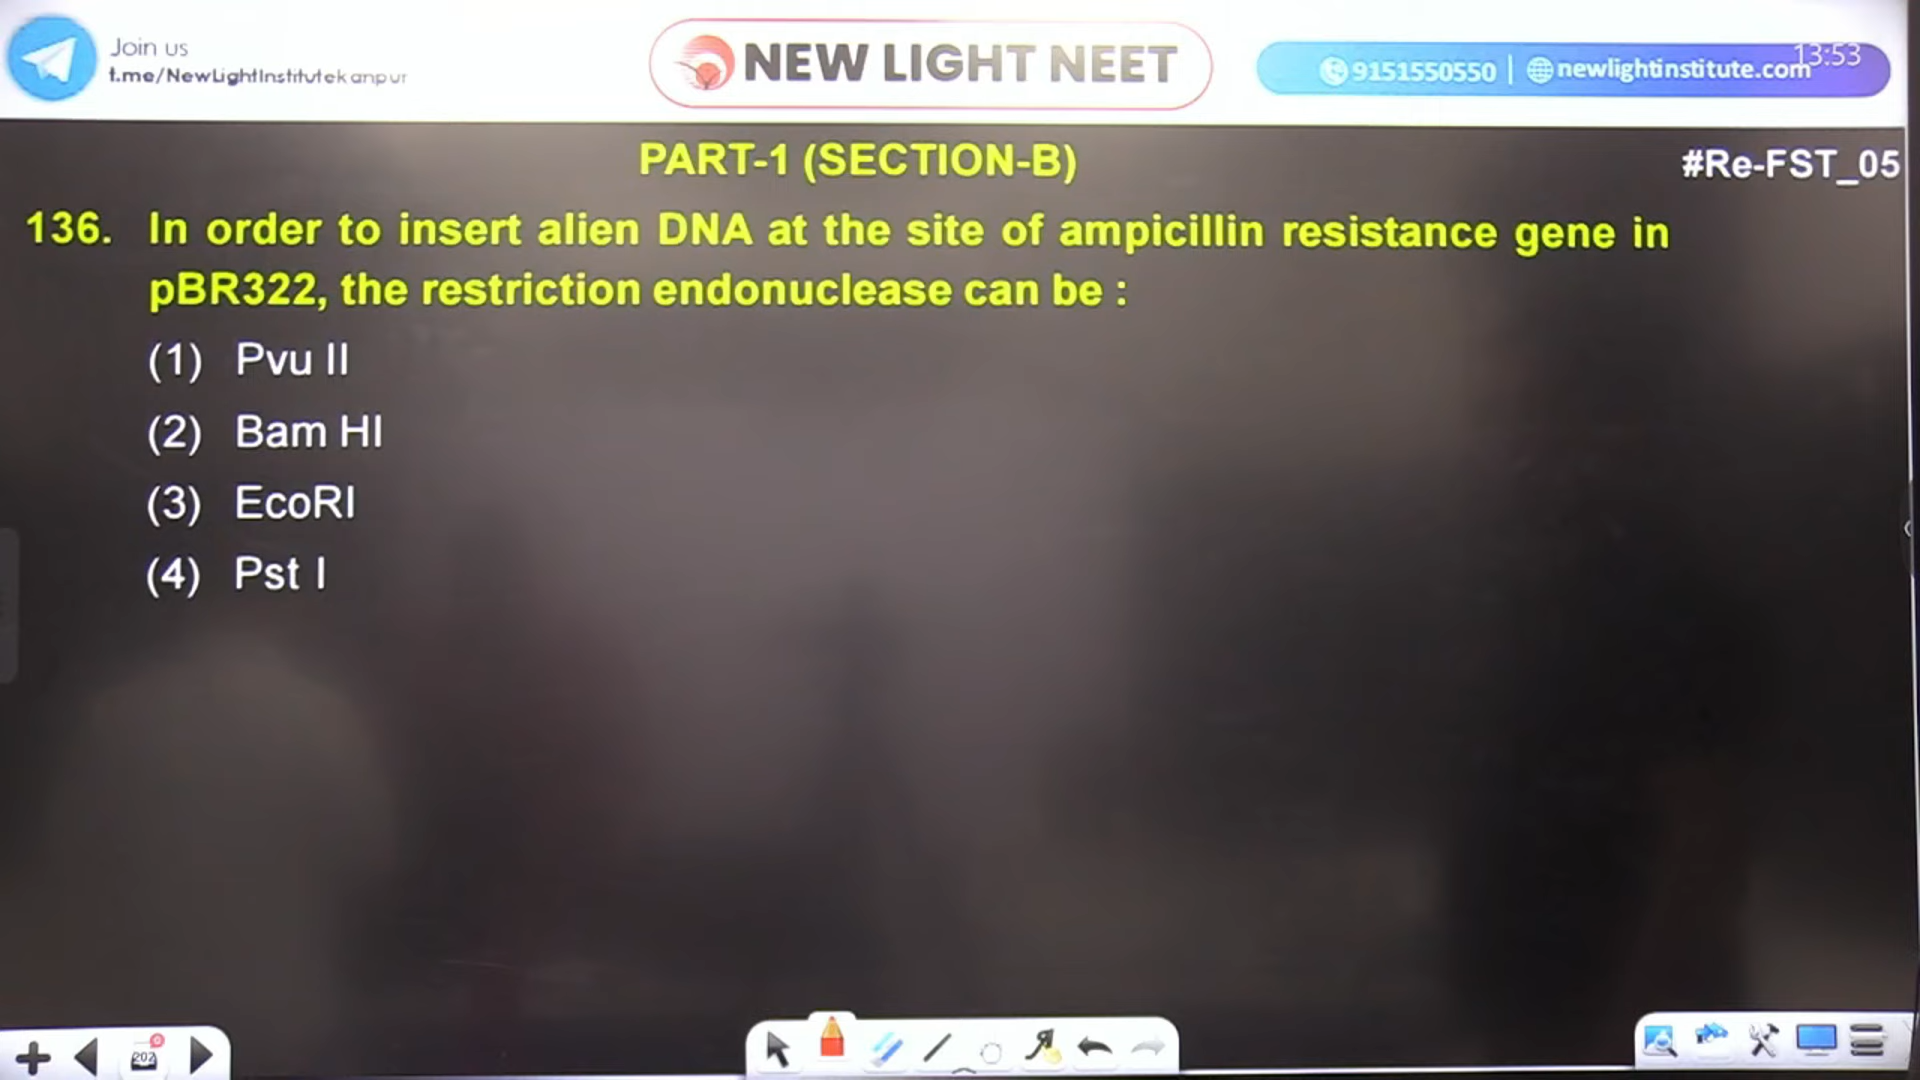 Join us
t.me/NewLightInstitutekanpur
NEW LIGHT NEET
9151550550 | newlightinstitute.com
13:53
PART-1 (SECTION-B)
#Re-FST_05
136. In order to insert alien DNA at the site of ampicillin resistance gene in
pBR322, the restriction endonuclease can be :
(1) Pvu II
(2) Bam HI
(3) EcoRI
(4) Pst I
202